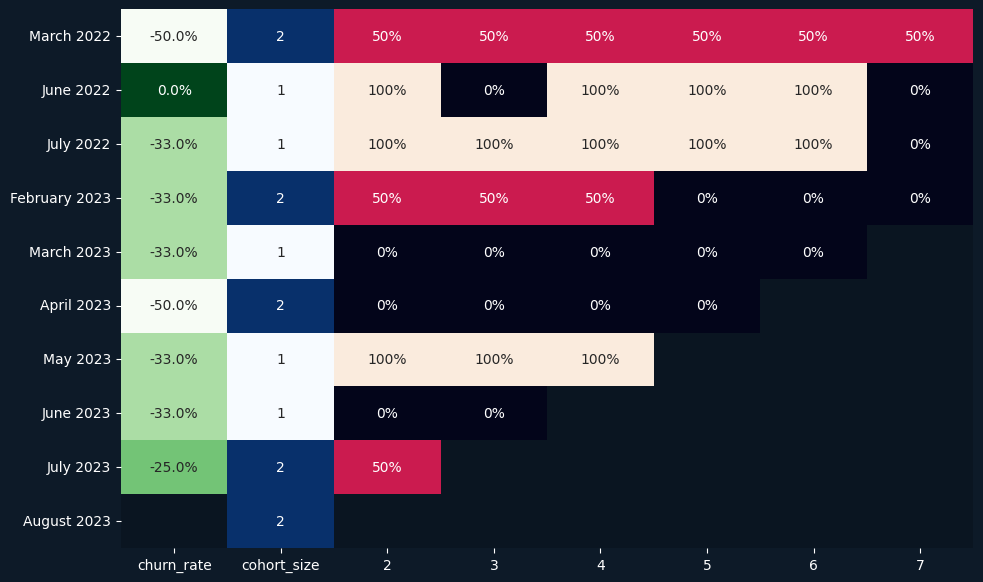 March 2022 -50.0% 2 50% 50% 50% 50% 50% 50%
June 2022 0.0% 1 100% 0% 100% 100% 100% 0%
July 2022 -33.0% 1 100% 100% 100% 100% 100% 0%
February 2023 -33.0% 2 50% 50% 50% 0% 0% 0%
March 2023 -33.0% 1 0% 0% 0% 0% 0%
April 2023 -50.0% 2 0% 0% 0% 0%
May 2023 -33.0% 1 100% 100% 100%
June 2023 -33.0% 1 0% 0%
July 2023 -25.0% 2 50%
August 2023 2
churn_rate cohort_size 2 3 4 5 6 7